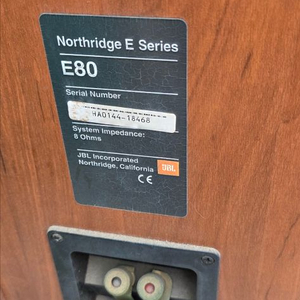 Northridge E Series
E80
Serial Number
HA0144-18468
System Impedance:
8 Ohms
JBL Incorporated
Northridge, California
JBL
CE